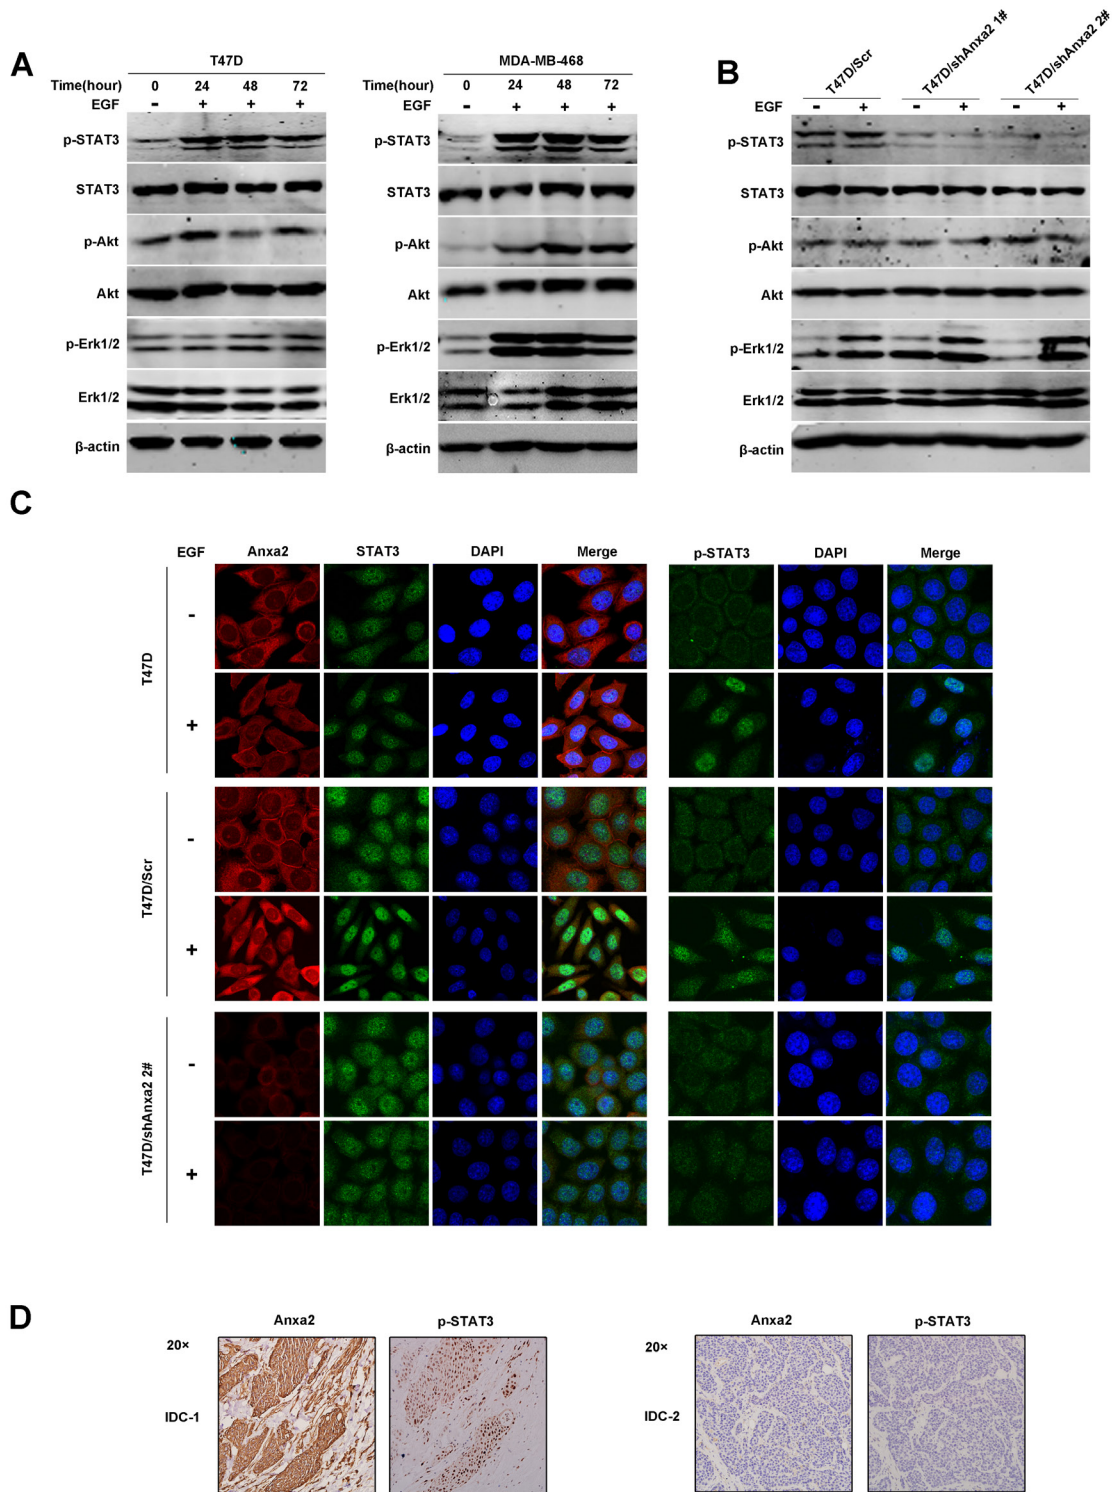 A
T47D
Time(hour) 0 24 48 72
EGF - + + +
p-STAT3
STAT3
p-Akt
Akt
p-Erk1/2
Erk1/2
β-actin
MDA-MB-468
Time(hour) 0 24 48 72
EGF - + + +
p-STAT3
STAT3
p-Akt
Akt
p-Erk1/2
Erk1/2
β-actin
B
T47D/Scr
T47D/shAnxa2 1#
T47D/shAnxa2 2#
EGF - + - + - +
p-STAT3
STAT3
p-Akt
Akt
p-Erk1/2
Erk1/2
β-actin
C
EGF Anxa2 STAT3 DAPI Merge p-STAT3 DAPI Merge
T47D
-
+
T47D/Scr
-
+
T47D/shAnxa2 2#
-
+
D
Anxa2 p-STAT3
20×
IDC-1
Anxa2 p-STAT3
20×
IDC-2